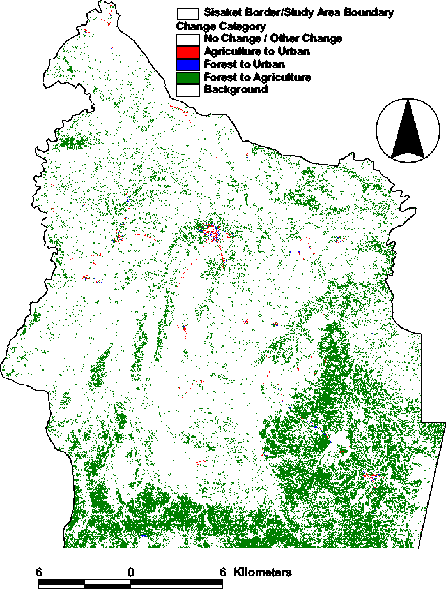 Sisaket Border/Study Area Boundary
Change Category
No Change / Other Change
Agriculture to Urban
Forest to Urban
Forest to Agriculture
Background
6 0 6 Kilometers